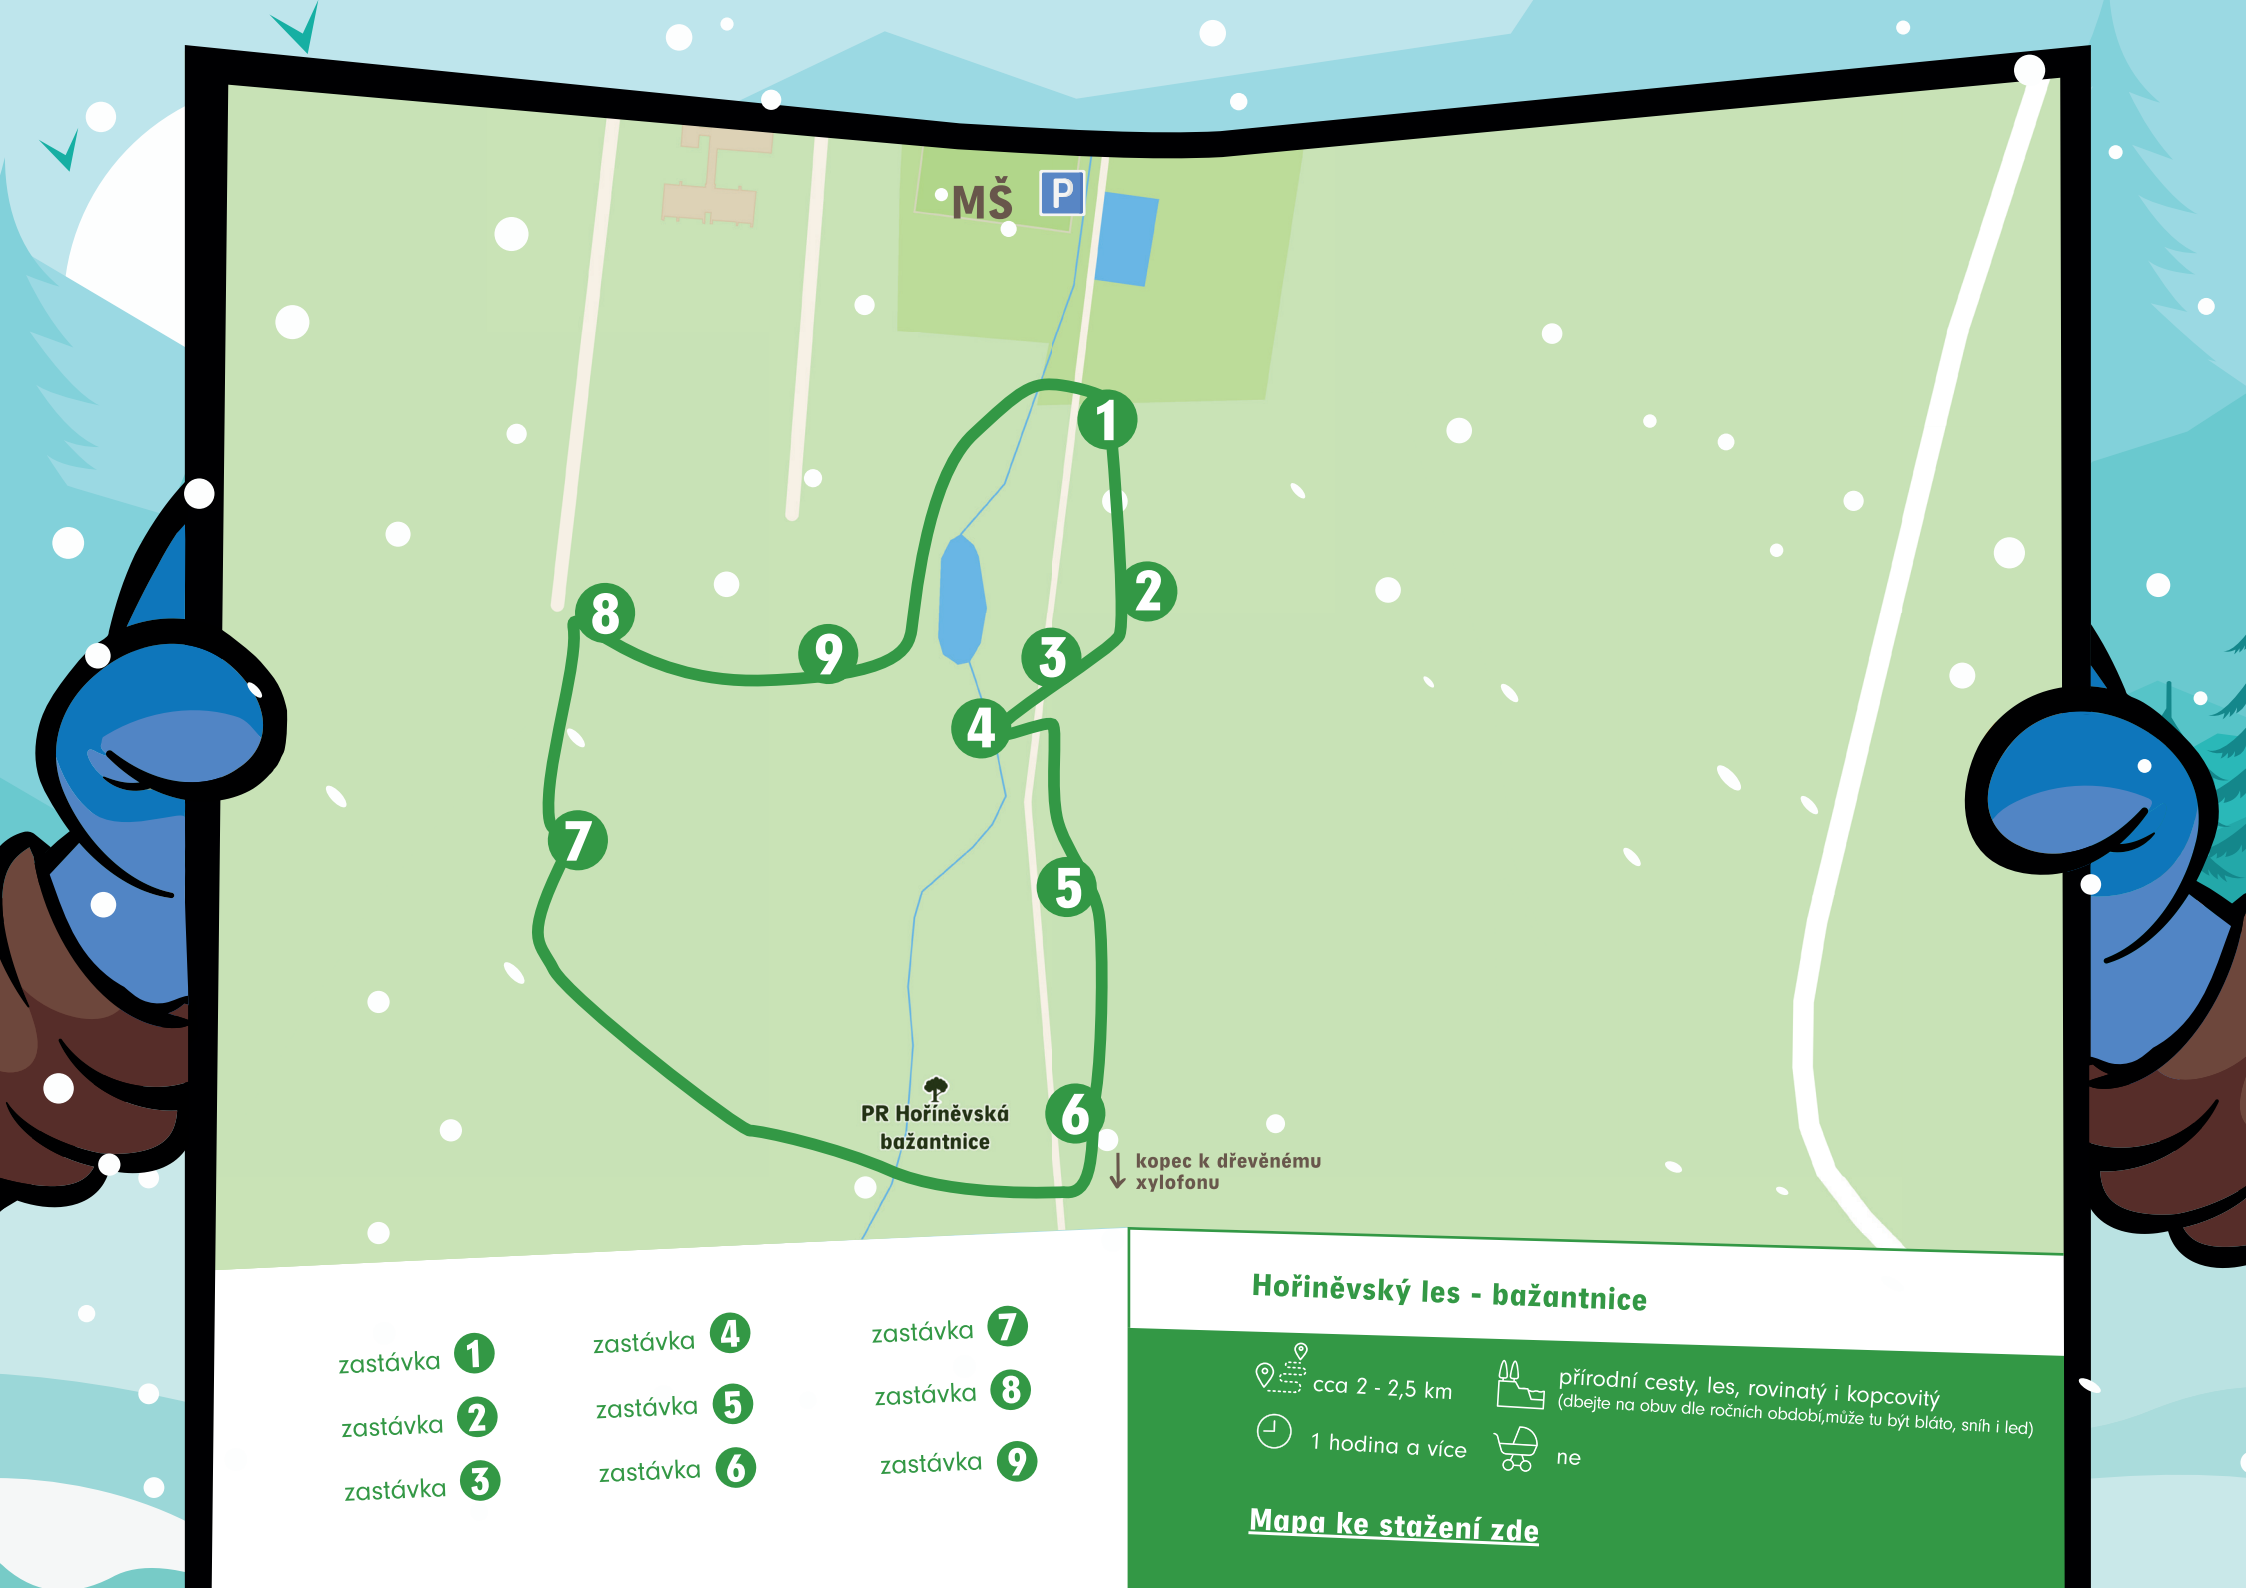 MŠ
P
1
2
3
4
5
6
7
8
9
PR Hoříněvská
bažantnice
kopec k dřevěnému
xylofonu
zastávka 1
zastávka 2
zastávka 3
zastávka 4
zastávka 5
zastávka 6
zastávka 7
zastávka 8
zastávka 9
Hořiněvský les - bažantnice
cca 2 - 2,5 km
1 hodina a více
přírodní cesty, les, rovinatý i kopcovitý
(dbejte na obuv dle ročních období,může tu být bláto, sníh i led)
ne
Mapa ke stažení zde